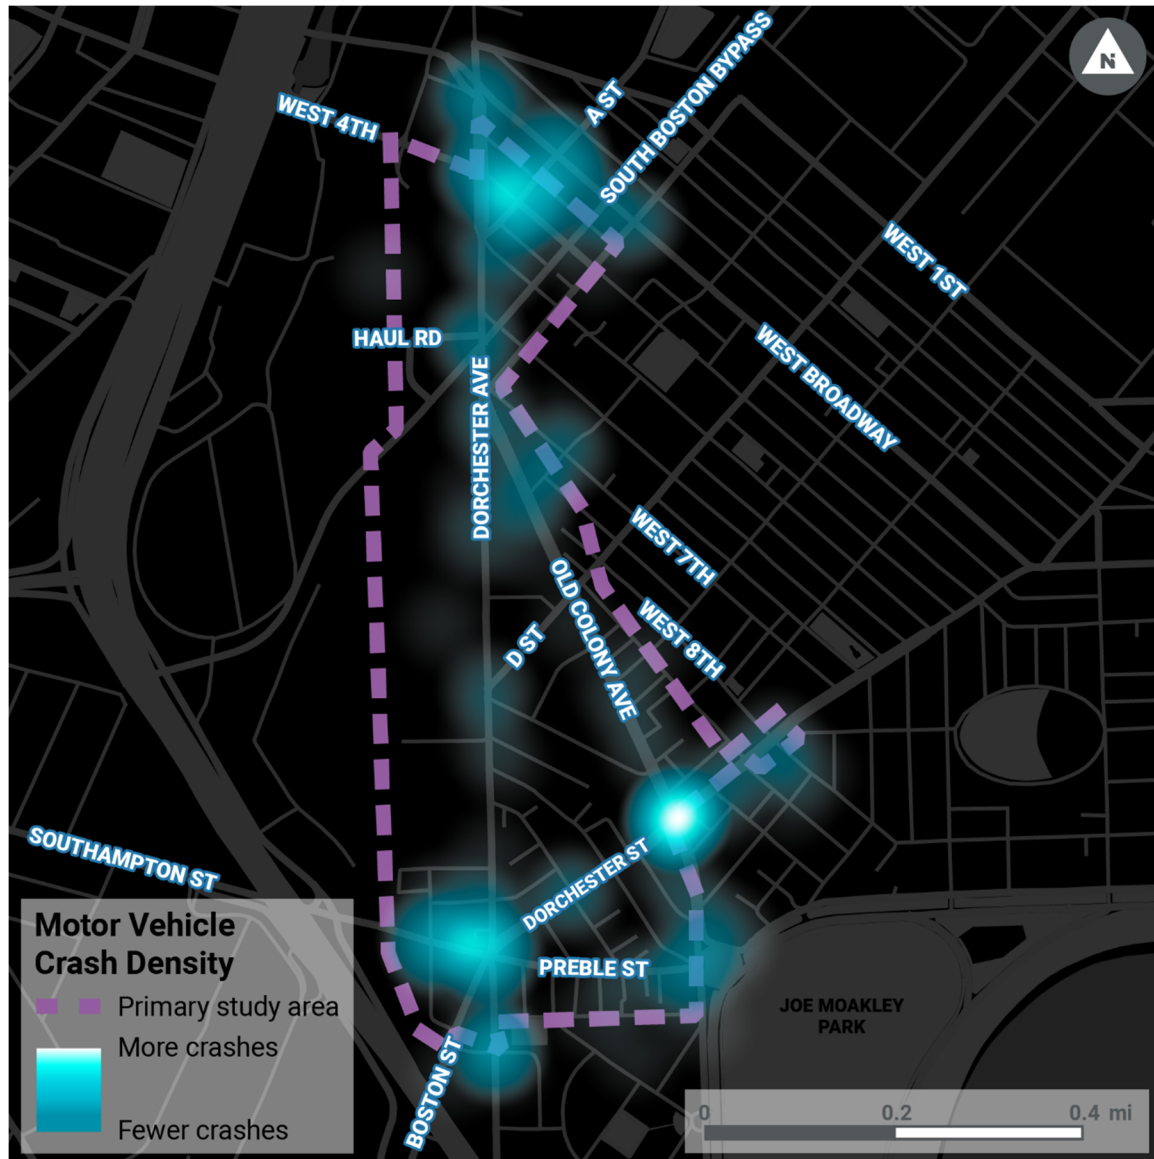 N
SOUTH BOSTON BYPASS
A ST
WEST 4TH
WEST 1ST
HAUL RD
WEST BROADWAY
DORCHESTER AVE
WEST 7TH
OLD COLONY AVE
WEST 8TH
D ST
SOUTHAMPTON ST
DORCHESTER ST
PREBLE ST
JOE MOAKLEY
PARK
BOSTON ST
Motor Vehicle
Crash Density
Primary study area
More crashes
Fewer crashes
0 0.2 0.4 mi